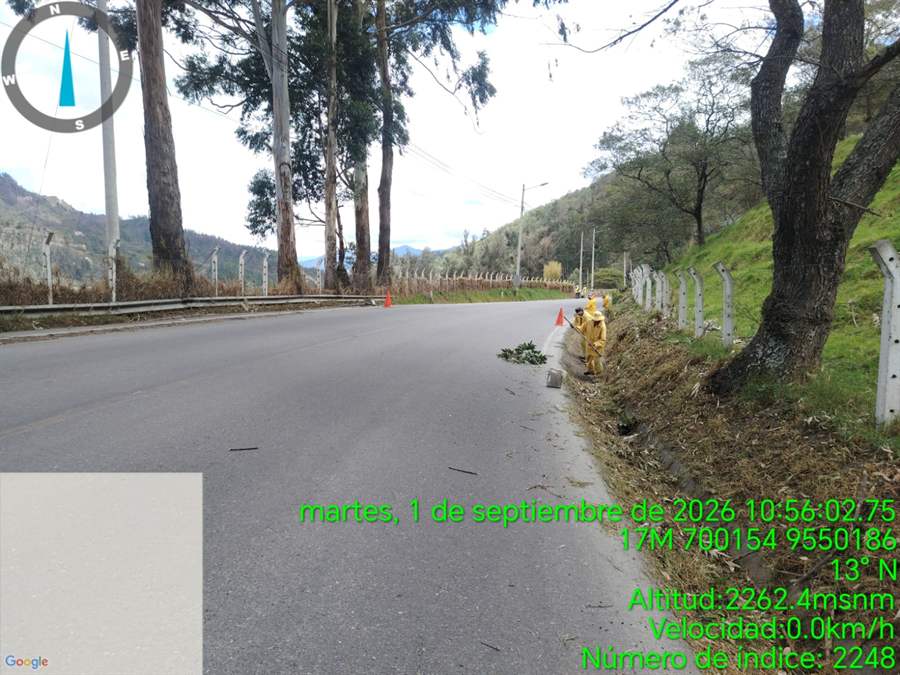 N
W
E
S
martes, 1 de septiembre de 2026 10:56:02.75
17M 700154 9550186
13° N
Altitud:2262.4msnm
Velocidad:0.0km/h
Número de índice: 2248
Google